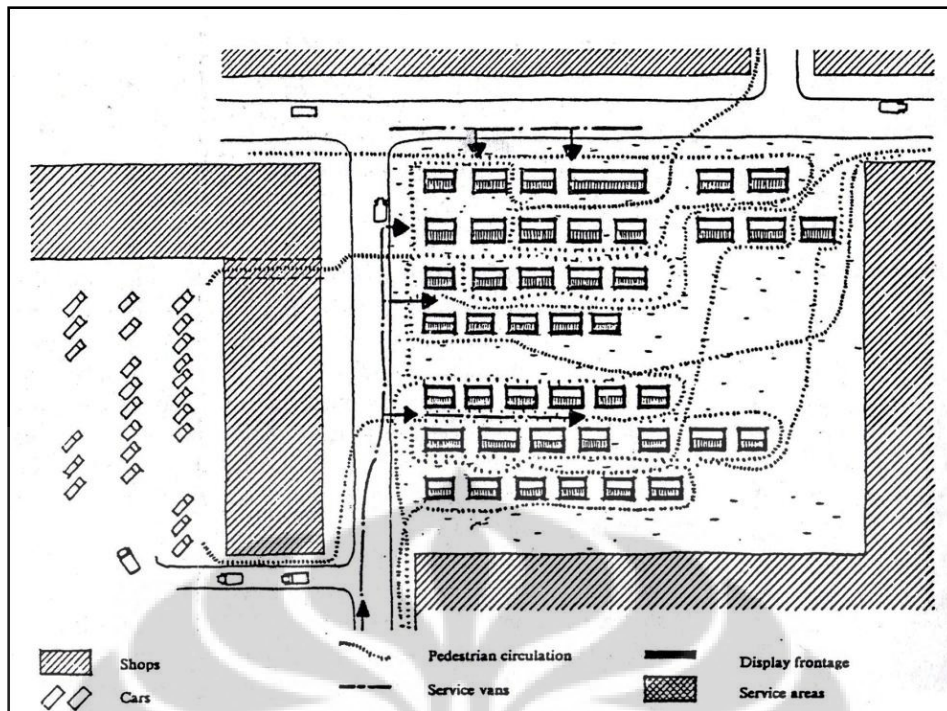 Shops
Cars
Pedestrian circulation
Service vans
Display frontage
Service areas